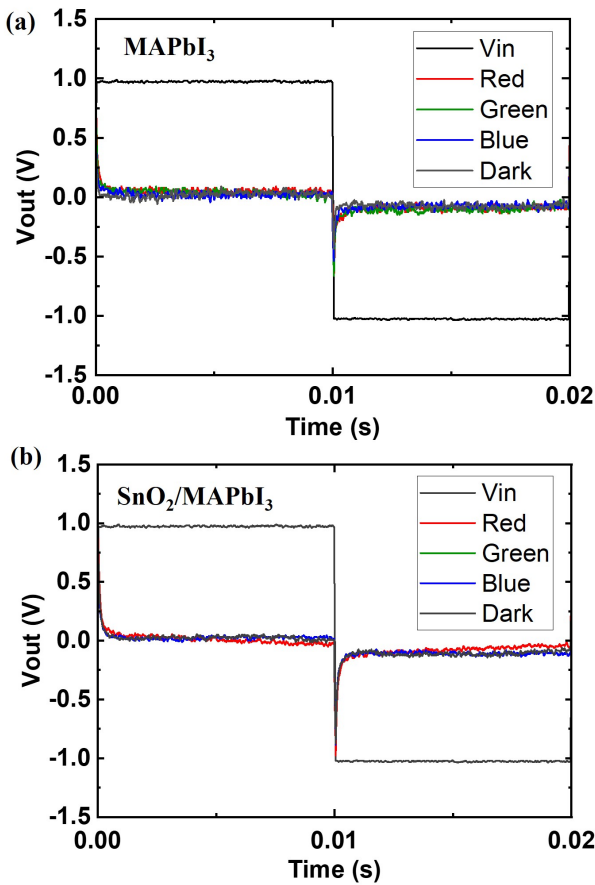 (a)
MAPbI₃
Vin
Red
Green
Blue
Dark
Vout (V)
1.5
1.0
0.5
0.0
-0.5
-1.0
-1.5
0.00
0.01
0.02
Time (s)
(b)
SnO₂/MAPbI₃
Vin
Red
Green
Blue
Dark
Vout (V)
1.5
1.0
0.5
0.0
-0.5
-1.0
-1.5
0.00
0.01
0.02
Time (s)